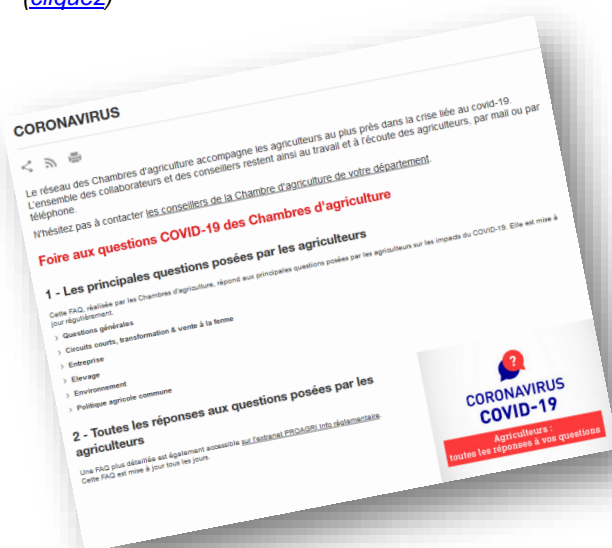 (cliquez)
CORONAVIRUS
Le réseau des Chambres d'agriculture accompagne les agriculteurs au plus près dans la crise liée au covid-19.
L'ensemble des collaborateurs et des conseillers restent ainsi au travail et à l'écoute des agriculteurs, par mail ou par
téléphone.
N'hésitez pas à contacter les conseillers de la Chambre d'agriculture de votre département.
Foire aux questions COVID-19 des Chambres d'agriculture
1 - Les principales questions posées par les agriculteurs
Cette FAQ, réalisée par les Chambres d'agriculture, répond aux principales questions posées par les agriculteurs sur les impacts du COVID-19. Elle est mise à
jour régulièrement.
> Questions générales
> Circuits courts, transformation & vente à la ferme
> Entreprise
> Elevage
> Environnement
> Politique agricole commune
2 - Toutes les réponses aux questions posées par les
agriculteurs
Une FAQ plus détaillée est également accessible sur l'extranet PROAGRI Info réglementaire.
Cette FAQ est mise à jour tous les jours.
?
CORONAVIRUS
COVID-19
Agriculteurs :
toutes les réponses à vos questions